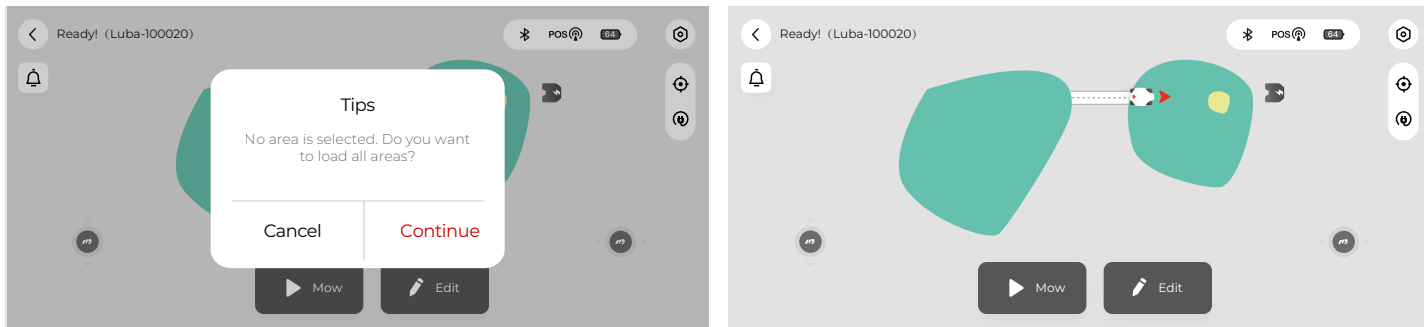 Ready!（Luba-100020）
POS
64
Tips
No area is selected. Do you want
to load all areas?
Cancel
Continue
Mow
Edit
Ready!（Luba-100020）
POS
64
Mow
Edit